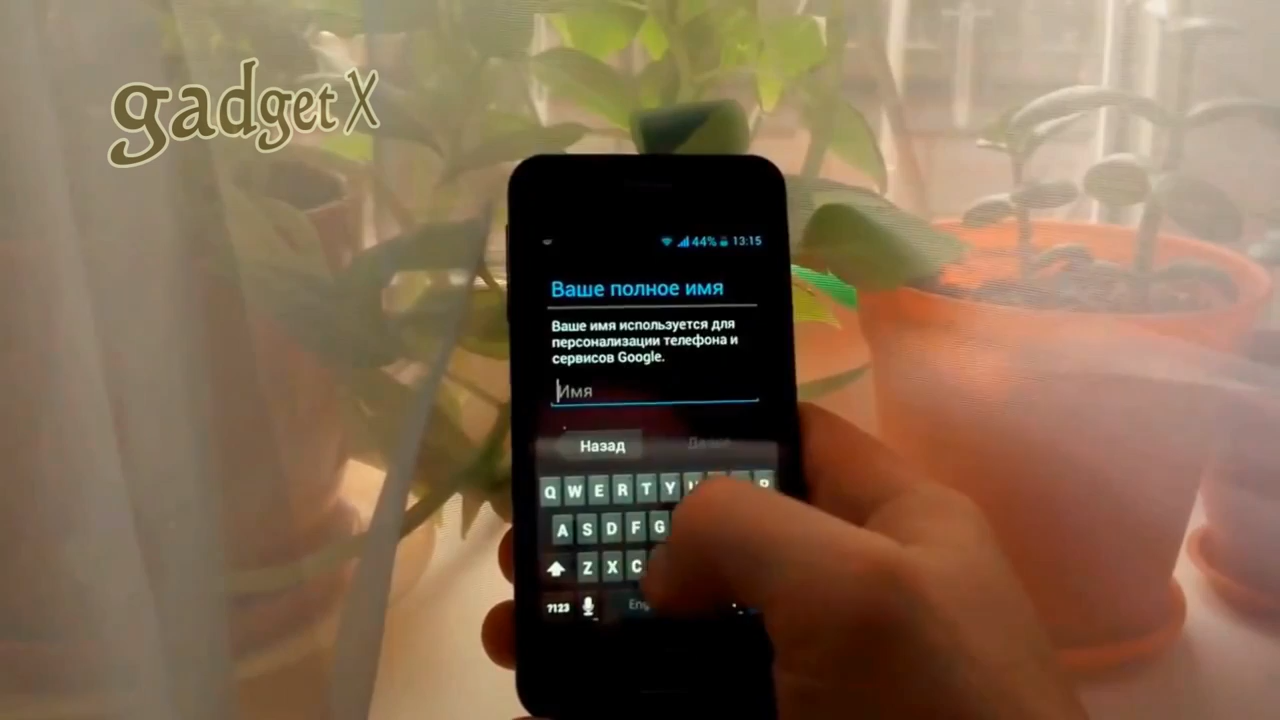 gadget X
44% 13:15
Ваше полное имя
Ваше имя используется для
персонализации телефона и
сервисов Google.
Имя
Назад
Q W E R T Y
A S D F G
Z X C
?123